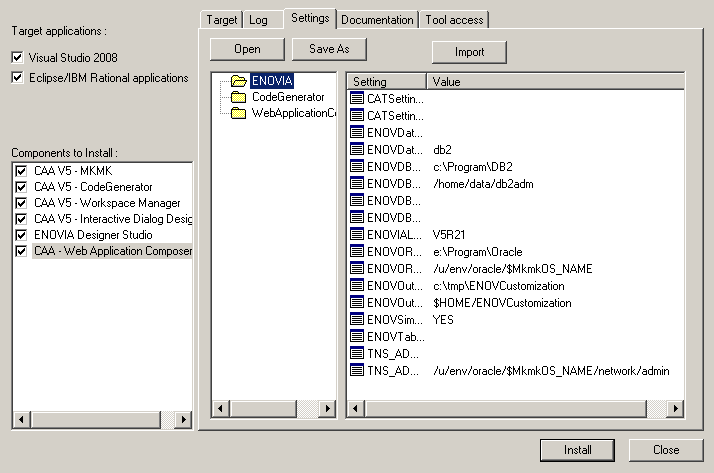 Target applications :
Visual Studio 2008
Eclipse/IBM Rational applications
Components to Install :
CAA V5 - MKMK
CAA V5 - CodeGenerator
CAA V5 - Workspace Manager
CAA V5 - Interactive Dialog Desig
ENOVIA Designer Studio
CAA - Web Application Composer
Target Log Settings Documentation Tool access
Open Save As Import
ENOVIA
CodeGenerator
WebApplicationCo
Setting Value
CATSettin...
CATSettin...
ENOVDat...
ENOVDat... db2
ENOVDB... c:\Program\DB2
ENOVDB... /home/data/db2adm
ENOVDB...
ENOVDB...
ENOVIAL... V5R21
ENOVOR... e:\Program\Oracle
ENOVOR... /u/env/oracle/$MkmkOS_NAME
ENOVOut... c:\tmp\ENOVCustomization
ENOVOut... $HOME/ENOVCustomization
ENOVSim... YES
ENOVTab...
TNS_AD...
TNS_AD... /u/env/oracle/$MkmkOS_NAME/network/admin
Install Close